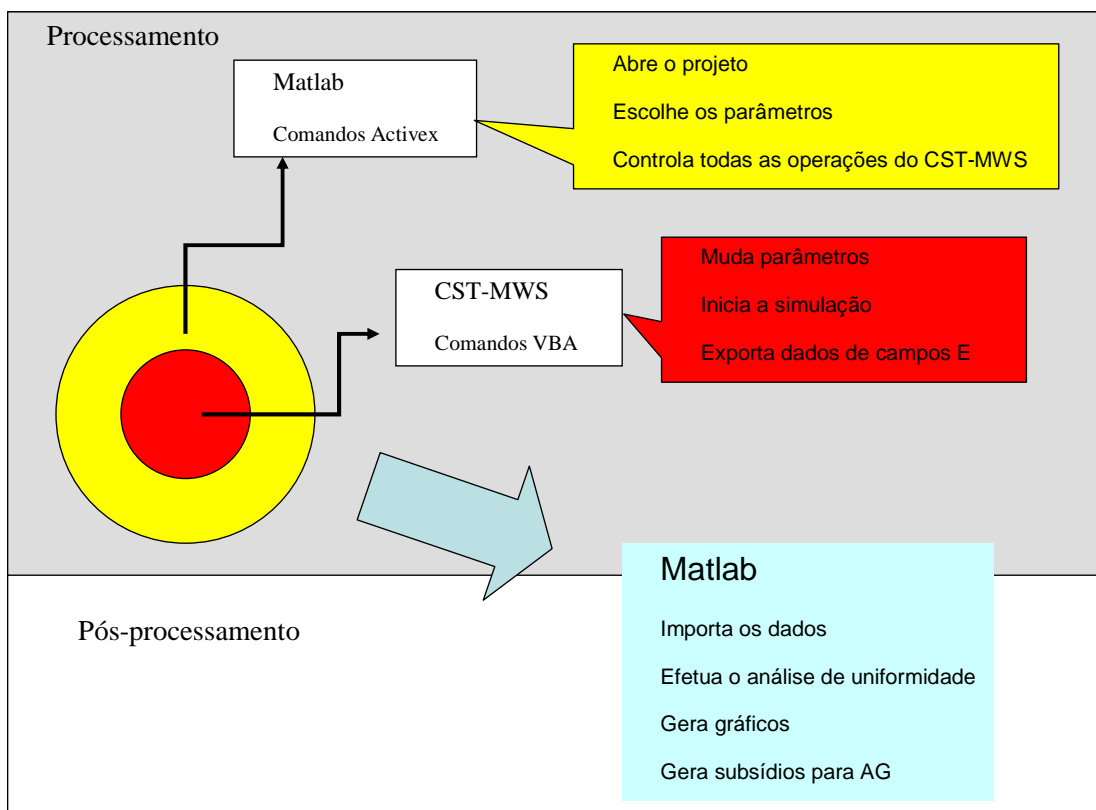 Processamento
Matlab
Comandos Activex
Abre o projeto
Escolhe os parâmetros
Controla todas as operações do CST-MWS
CST-MWS
Comandos VBA
Muda parâmetros
Inicia a simulação
Exporta dados de campos E
Pós-processamento
Matlab
Importa os dados
Efetua o análise de uniformidade
Gera gráficos
Gera subsídios para AG